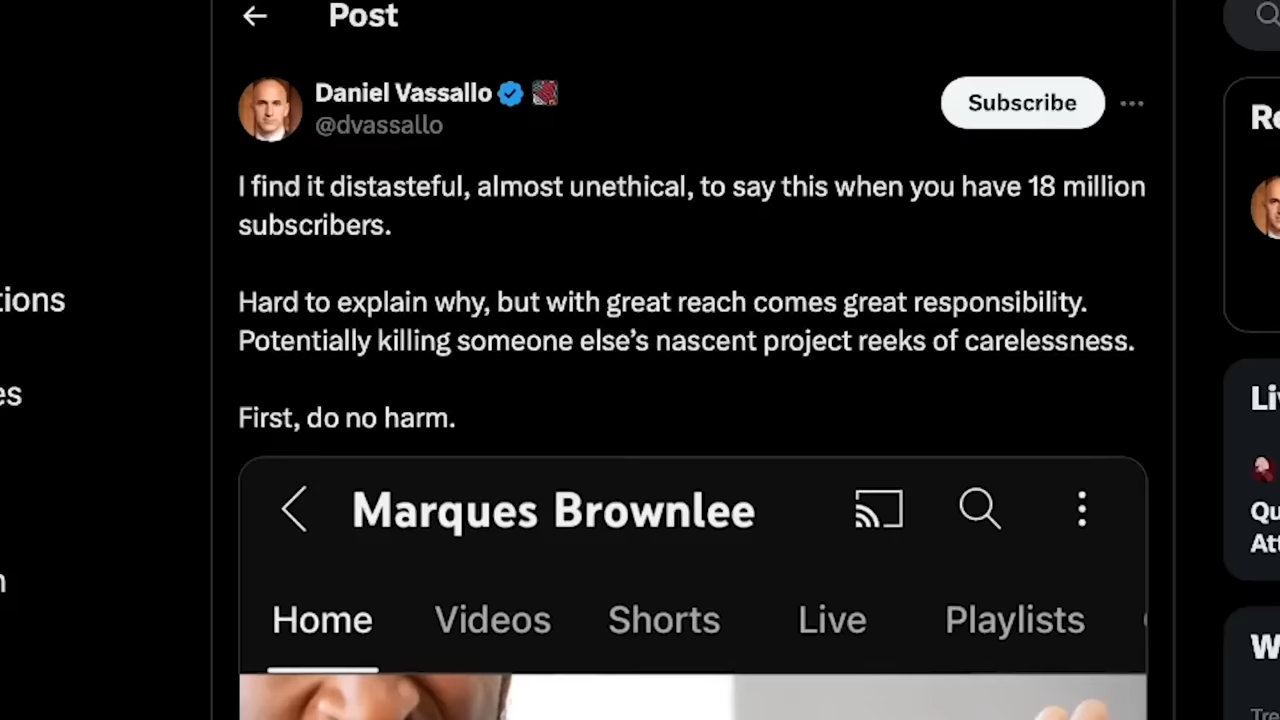 Post
Daniel Vassallo
@dvassallo
Subscribe
I find it distasteful, almost unethical, to say this when you have 18 million
subscribers.
Hard to explain why, but with great reach comes great responsibility.
Potentially killing someone else’s nascent project reeks of carelessness.
First, do no harm.
Marques Brownlee
Home Videos Shorts Live Playlists